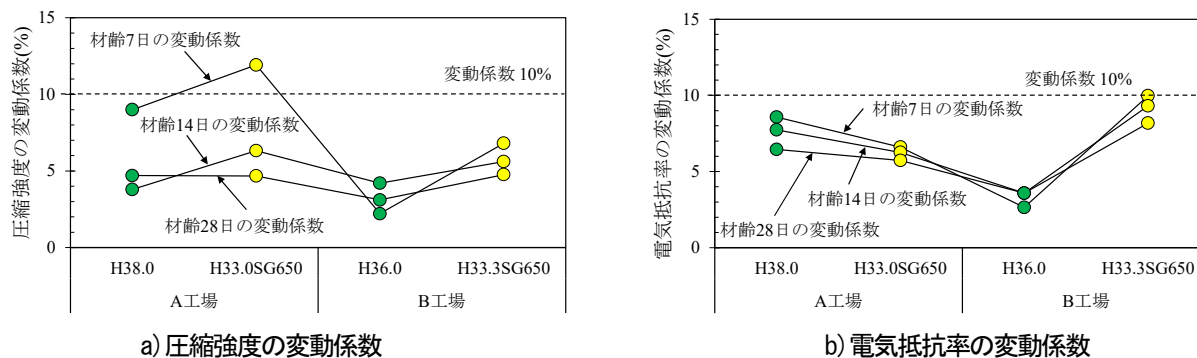 圧縮強度の変動係数(%)
15
10
5
0
材齢7日の変動係数
変動係数 10%
材齢14日の変動係数
材齢28日の変動係数
H38.0
H33.0SG650
H36.0
H33.3SG650
A工場
B工場
a) 圧縮強度の変動係数
電気抵抗率の変動係数(%)
15
10
5
0
変動係数 10%
材齢7日の変動係数
材齢14日の変動係数
材齢28日の変動係数
H38.0
H33.0SG650
H36.0
H33.3SG650
A工場
B工場
b) 電気抵抗率の変動係数